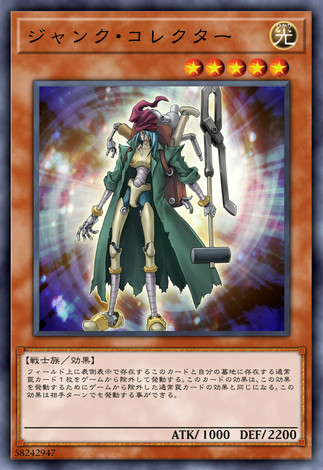 ジャンク・コレクター
光
【戦士族／効果】
フィールド上に表側表示で存在するこのカードと自分の墓地に存在する通常
罠カード１枚をゲームから除外して発動する。このカードの効果は、この効果
を発動するためにゲームから除外した通常罠カードの効果と同じになる。この
効果は相手ターンでも発動する事ができる。
ATK/1000 DEF/2200
58242947